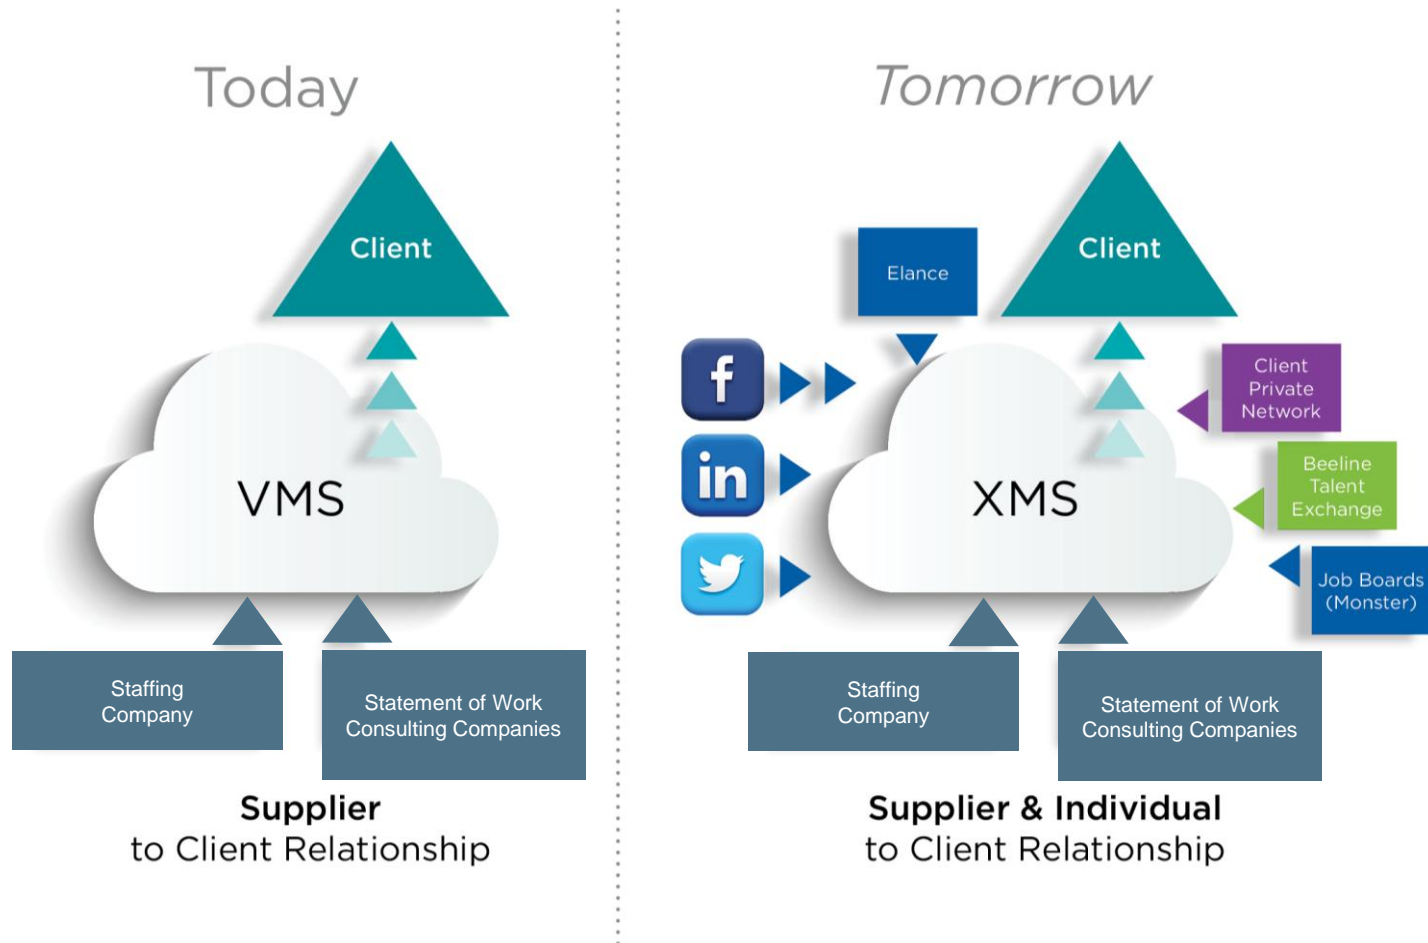 Today
Client
VMS
Staffing
Company
Statement of Work
Consulting Companies
Supplier
to Client Relationship
Tomorrow
Elance
Client
f
in
Client
Private
Network
Beeline
Talent
Exchange
Job Boards
(Monster)
XMS
Staffing
Company
Statement of Work
Consulting Companies
Supplier & Individual
to Client Relationship